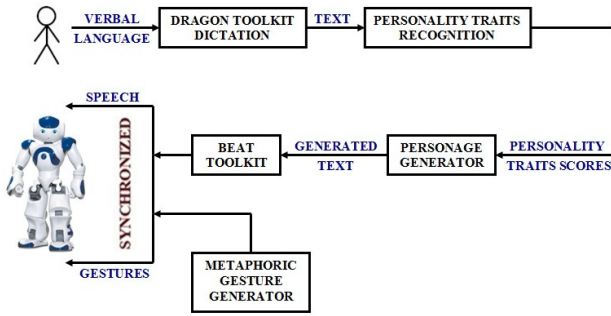 VERBAL
LANGUAGE
DRAGON TOOLKIT
DICTATION
TEXT
PERSONALITY TRAITS
RECOGNITION
SPEECH
SYNCHRONIZED
BEAT
TOOLKIT
GENERATED
TEXT
PERSONAGE
GENERATOR
PERSONALITY
TRAITS SCORES
GESTURES
METAPHORIC
GESTURE
GENERATOR